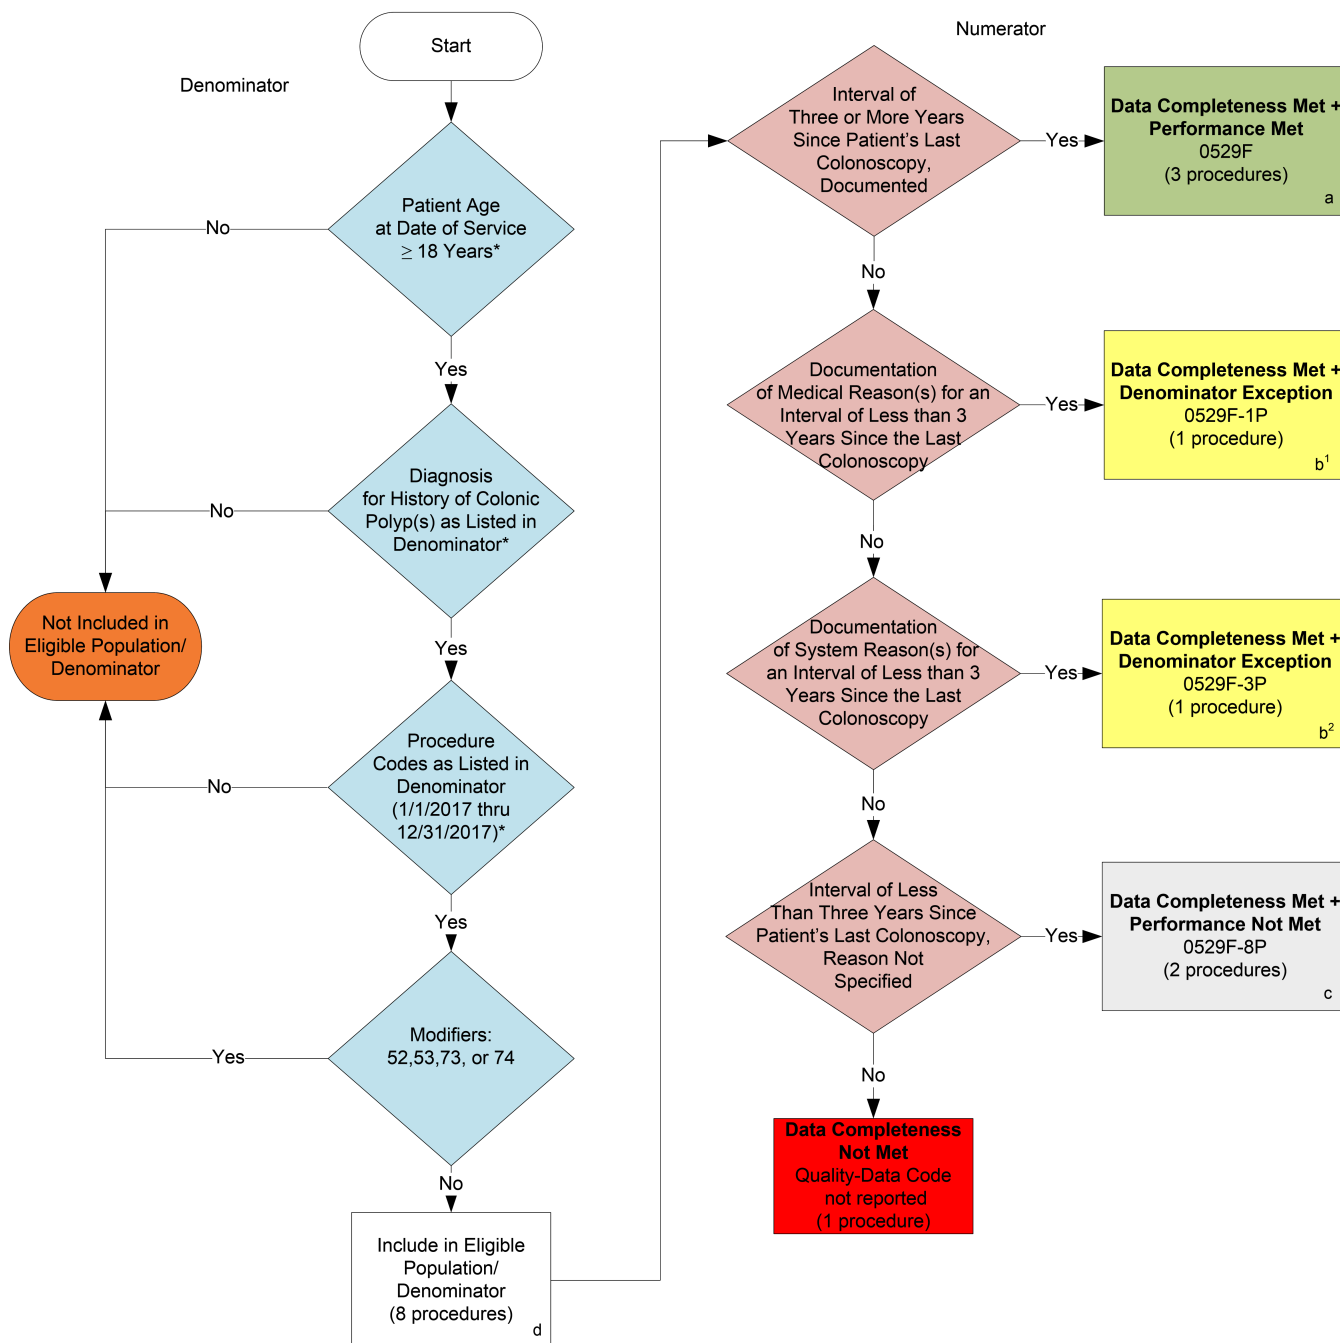 Start
Denominator
Patient Age
at Date of Service
≥ 18 Years*
No
Yes
Diagnosis
for History of Colonic
Polyp(s) as Listed in
Denominator*
No
Yes
Not Included in
Eligible Population/
Denominator
Procedure
Codes as Listed in
Denominator
(1/1/2017 thru
12/31/2017)*
No
Yes
Modifiers:
52,53,73, or 74
Yes
No
Include in Eligible
Population/
Denominator
(8 procedures)
d
Numerator
Interval of
Three or More Years
Since Patient's Last
Colonoscopy,
Documented
Yes
Data Completeness Met +
Performance Met
0529F
(3 procedures)
a
No
Documentation
of Medical Reason(s) for an
Interval of Less than 3
Years Since the Last
Colonoscopy
Yes
Data Completeness Met +
Denominator Exception
0529F-1P
(1 procedure)
b¹
No
Documentation
of System Reason(s) for
an Interval of Less than 3
Years Since the Last
Colonoscopy
Yes
Data Completeness Met +
Denominator Exception
0529F-3P
(1 procedure)
b²
No
Interval of Less
Than Three Years Since
Patient's Last Colonoscopy,
Reason Not
Specified
Yes
Data Completeness Met +
Performance Not Met
0529F-8P
(2 procedures)
c
No
Data Completeness
Not Met
Quality-Data Code
not reported
(1 procedure)